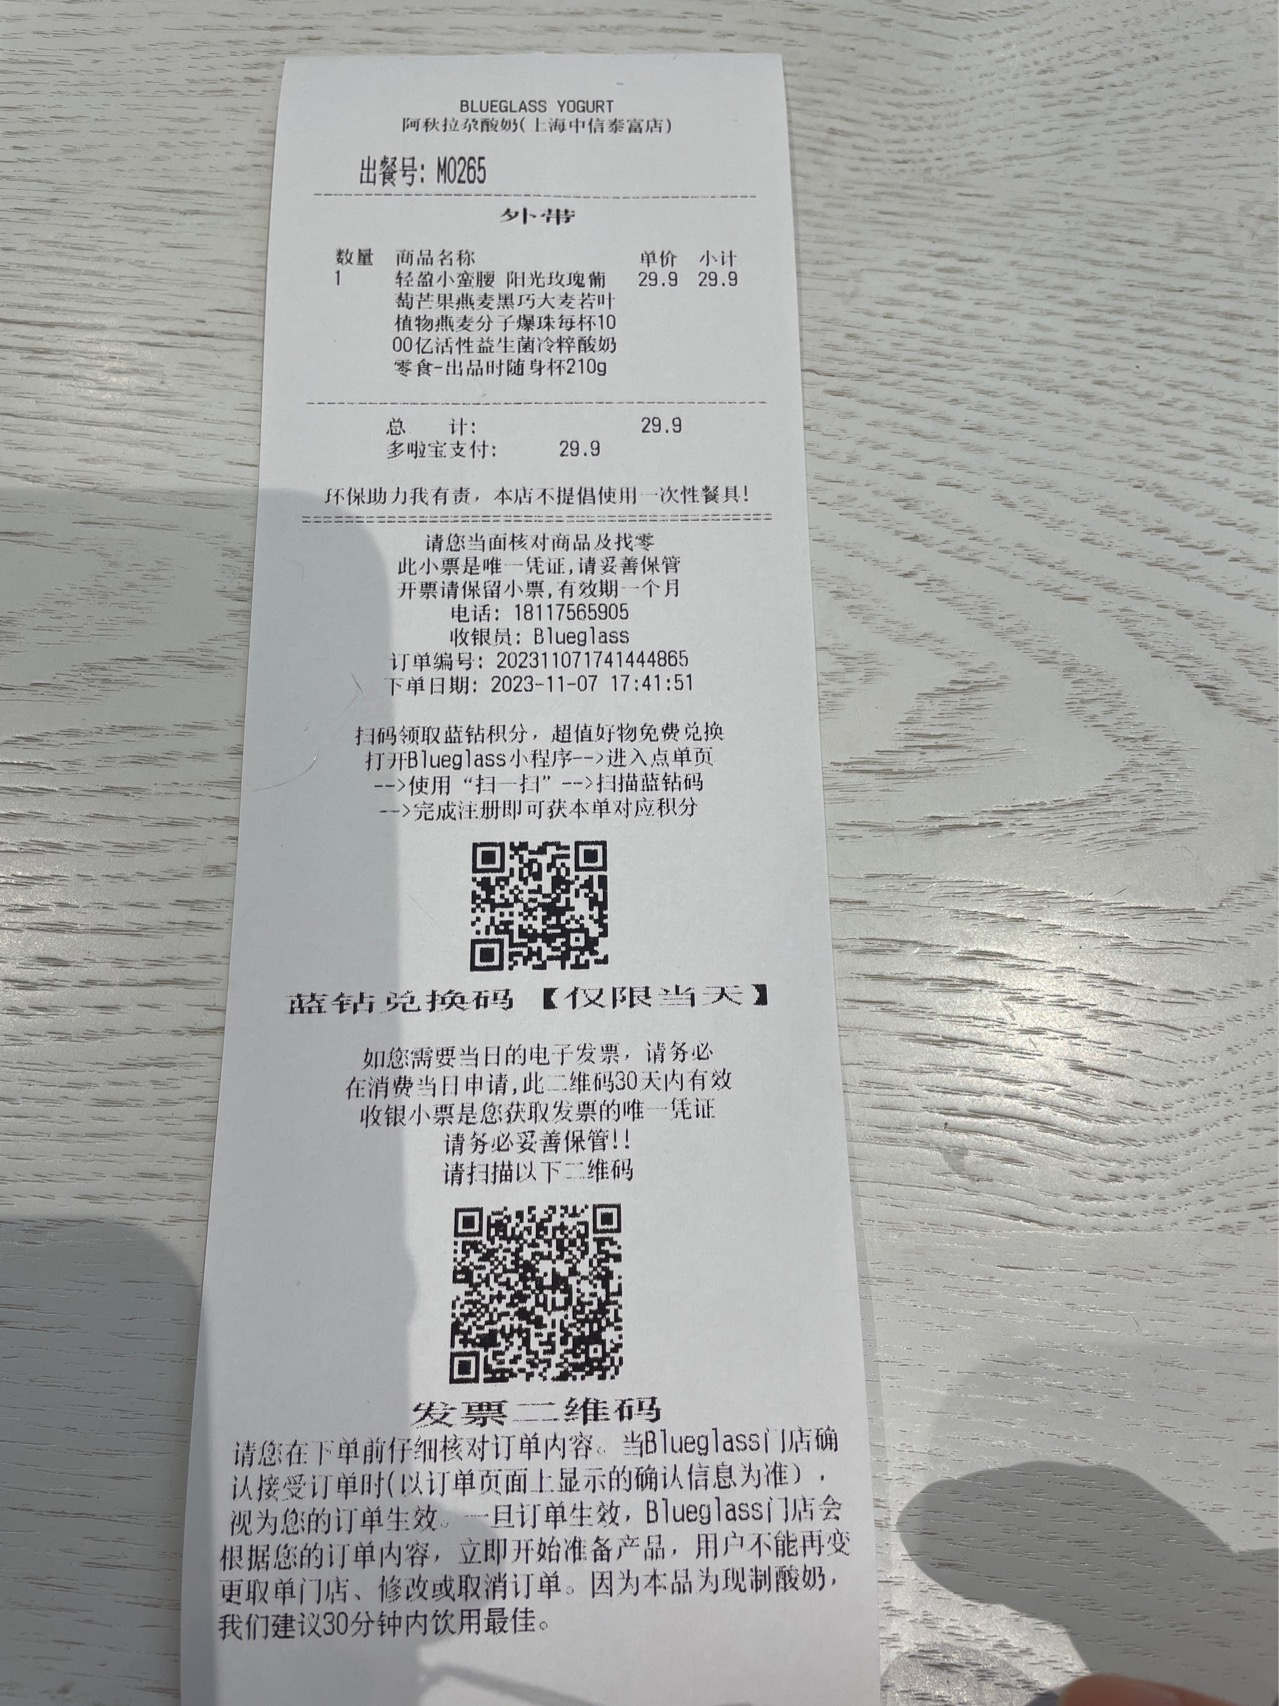 BLUEGLASS YOGURT
阿秋拉尕酸奶(上海中信泰富店)
出餐号: M0265
外带
数量 商品名称 单价 小计
1 轻盈小蛮腰 阳光玫瑰葡 29.9 29.9
萄芒果燕麦黑巧大麦若叶
植物燕麦分子爆珠每杯10
00亿活性益生菌冷粹酸奶
零食-出品时随身杯210g
总 计: 29.9
多啦宝支付: 29.9
环保助力我有责，本店不提倡使用一次性餐具!
请您当面核对商品及找零
此小票是唯一凭证,请妥善保管
开票请保留小票,有效期一个月
电话: 18117565905
收银员: Blueglass
订单编号: 202311071741444865
下单日期: 2023-11-07 17:41:51
扫码领取蓝钻积分，超值好物免费兑换
打开Blueglass小程序-->进入点单页
-->使用“扫一扫”-->扫描蓝钻码
-->完成注册即可获本单对应积分
蓝钻兑换码【仅限当天】
如您需要当日的电子发票，请务必
在消费当日申请,此二维码30天内有效
收银小票是您获取发票的唯一凭证
请务必妥善保管!!
请扫描以下二维码
发票二维码
请您在下单前仔细核对订单内容。当Blueglass门店确
认接受订单时(以订单页面上显示的确认信息为准)，
视为您的订单生效。一旦订单生效，Blueglass门店会
根据您的订单内容，立即开始准备产品，用户不能再变
更取单门店、修改或取消订单。因为本品为现制酸奶，
我们建议30分钟内饮用最佳。